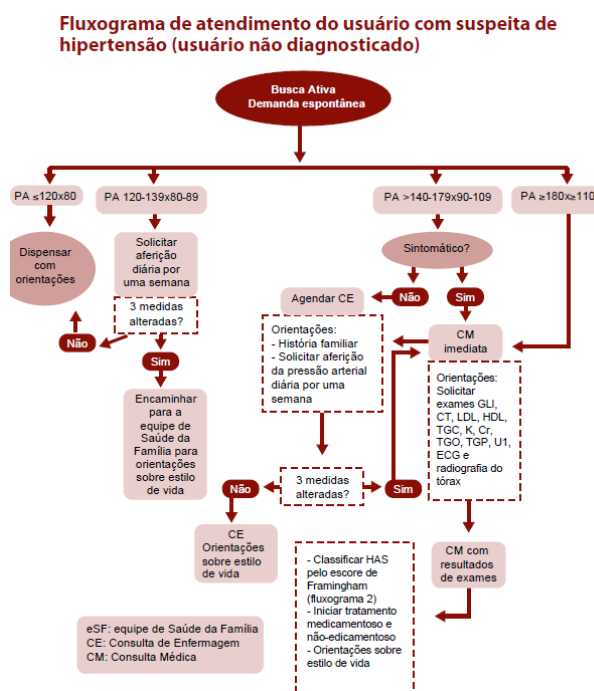 Fluxograma de atendimento do usuário com suspeita de
hipertensão (usuário não diagnosticado)
Busca Ativa
Demanda espontânea
PA ≤120x80
PA 120-139x80-89
PA >140-179x90-109
PA ≥180x≥110
Dispensar
com
orientações
Solicitar
aferição
diária por
uma semana
Sintomático?
3 medidas
alteradas?
Não
Sim
Agendar CE
Não
Sim
CM
imediata
Orientações:
- História familiar
- Solicitar aferição
da pressão arterial
diária por uma
semana
Orientações:
Solicitar
exames GLI,
CT, LDL, HDL,
TGC, K, Cr,
TGO, TGP, U1,
ECG e
radiografia do
tórax
Encaminhar
para a
equipe de
Saúde da
Família para
orientações
sobre estilo
de vida
Não
3 medidas
alteradas?
Sim
CE
Orientações
sobre estilo
de vida
- Classificar HAS
pelo escore de
Framingham
(fluxograma 2)
- Iniciar tratamento
medicamentoso e
não-edicamentoso
- Orientações sobre
estilo de vida
CM com
resultados
de exames
eSF: equipe de Saúde da Família
CE: Consulta de Enfermagem
CM: Consulta Médica